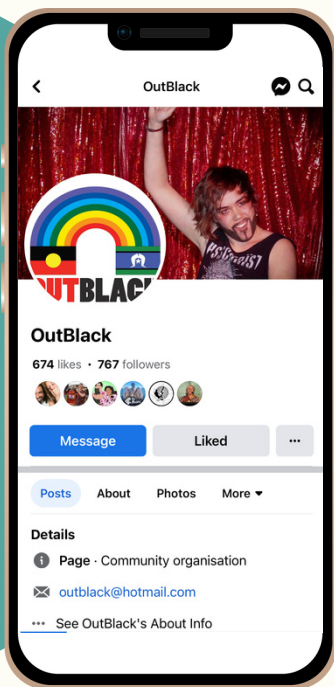 OutBlack
PSYCHRIST
OUTBLACK
OutBlack
674 likes · 767 followers
Message
Liked
...
Posts
About
Photos
More ▾
Details
Page · Community organisation
outblack@hotmail.com
... See OutBlack's About Info